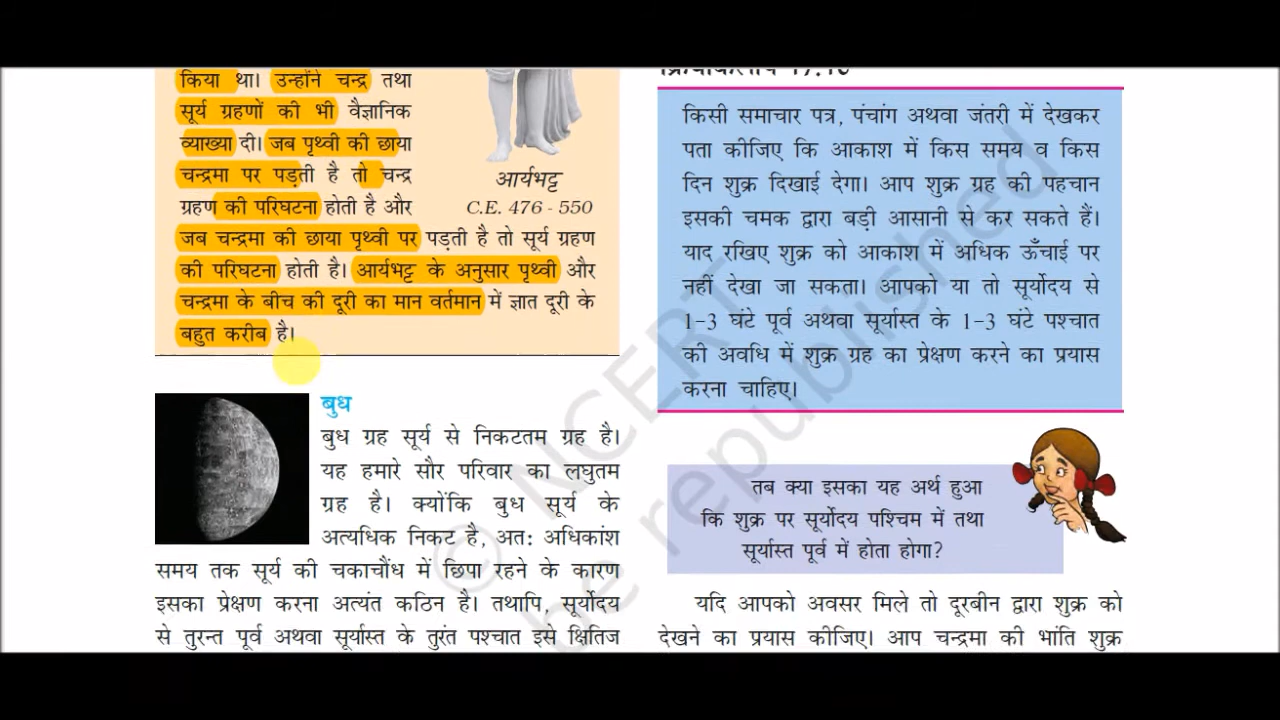 किया था। उन्होंने चन्द्र तथा
सूर्य ग्रहणों की भी वैज्ञानिक
व्याख्या दी। जब पृथ्वी की छाया
चन्द्रमा पर पड़ती है तो चन्द्र
ग्रहण की परिघटना होती है और
जब चन्द्रमा की छाया पृथ्वी पर पड़ती है तो सूर्य ग्रहण
की परिघटना होती है। आर्यभट्ट के अनुसार पृथ्वी और
चन्द्रमा के बीच की दूरी का मान वर्तमान में ज्ञात दूरी के
बहुत करीब है।
आर्यभट्ट
C.E. 476 - 550
बुध
बुध ग्रह सूर्य से निकटतम ग्रह है।
यह हमारे सौर परिवार का लघुतम
ग्रह है। क्योंकि बुध सूर्य के
अत्यधिक निकट है, अतः अधिकांश
समय तक सूर्य की चकाचौंध में छिपा रहने के कारण
इसका प्रेक्षण करना अत्यंत कठिन है। तथापि, सूर्योदय
से तुरन्त पूर्व अथवा सूर्यास्त के तुरंत पश्चात इसे क्षितिज
किसी समाचार पत्र, पंचांग अथवा जंतरी में देखकर
पता कीजिए कि आकाश में किस समय व किस
दिन शुक्र दिखाई देगा। आप शुक्र ग्रह की पहचान
इसकी चमक द्वारा बड़ी आसानी से कर सकते हैं।
याद रखिए शुक्र को आकाश में अधिक ऊँचाई पर
नहीं देखा जा सकता। आपको या तो सूर्योदय से
1-3 घंटे पूर्व अथवा सूर्यास्त के 1-3 घंटे पश्चात
की अवधि में शुक्र ग्रह का प्रेक्षण करने का प्रयास
करना चाहिए।
तब क्या इसका यह अर्थ हुआ
कि शुक्र पर सूर्योदय पश्चिम में तथा
सूर्यास्त पूर्व में होता होगा?
यदि आपको अवसर मिले तो दूरबीन द्वारा शुक्र को
देखने का प्रयास कीजिए। आप चन्द्रमा की भांति शुक्र
© NCERT
be republished